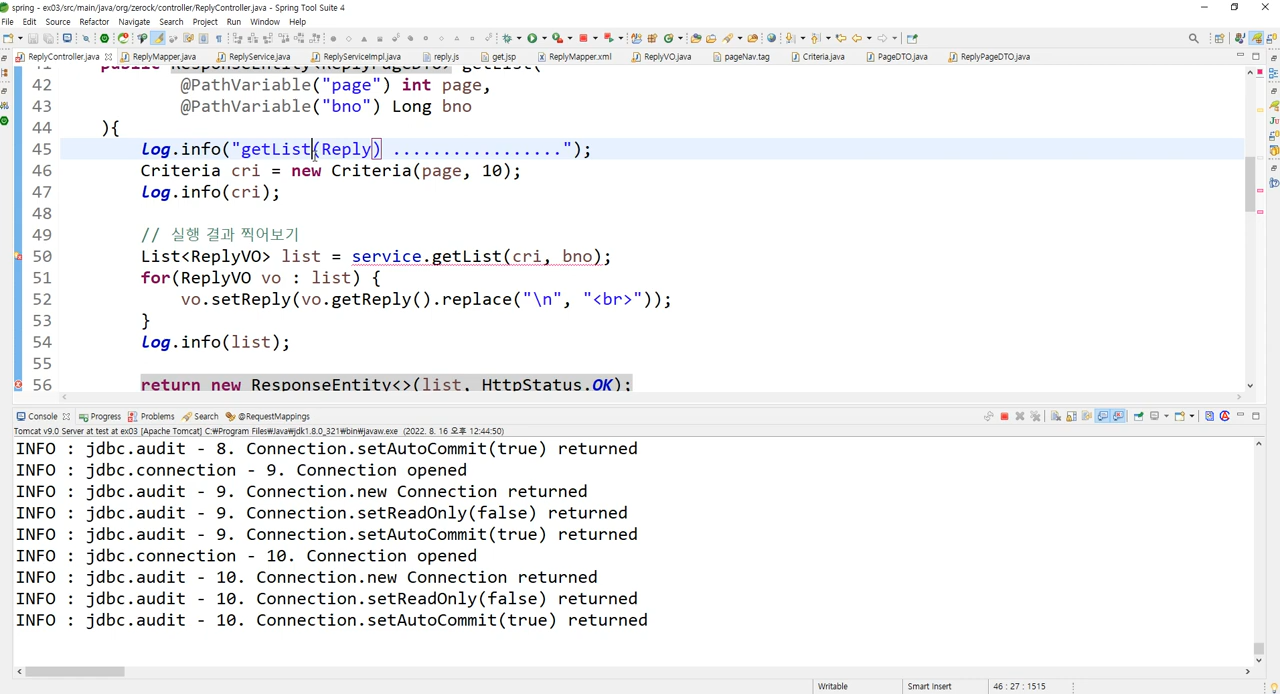 spring - ex03/src/main/java/org/zerock/controller/ReplyController.java - Spring Tool Suite 4
File Edit Source Refactor Navigate Search Project Run Window Help
ReplyController.java ReplyMapper.java ReplyService.java ReplyServiceImpl.java reply.js get.jsp ReplyMapper.xml ReplyVO.java pageNav.tag Criteria.java PageDTO.java ReplyPageDTO.java
41 public ResponseEntity<ReplyPageDTO> getList(
42 @PathVariable("page") int page,
43 @PathVariable("bno") Long bno
44 ){
45 log.info("getList(Reply) .................");
46 Criteria cri = new Criteria(page, 10);
47 log.info(cri);
48
49 // 실행 결과 찍어보기
50 List<ReplyVO> list = service.getList(cri, bno);
51 for(ReplyVO vo : list) {
52 vo.setReply(vo.getReply().replace("\n", "<br>"));
53 }
54 log.info(list);
55
56 return new ResponseEntity<>(list, HttpStatus.OK);
Console Progress Problems Search @RequestMappings
Tomcat v9.0 Server at test at ex03 [Apache Tomcat] C:₩Program Files₩Java₩jdk1.8.0_321₩bin₩javaw.exe (2022. 8. 16 오후 12:44:50)
INFO : jdbc.audit - 8. Connection.setAutoCommit(true) returned
INFO : jdbc.connection - 9. Connection opened
INFO : jdbc.audit - 9. Connection.new Connection returned
INFO : jdbc.audit - 9. Connection.setReadOnly(false) returned
INFO : jdbc.audit - 9. Connection.setAutoCommit(true) returned
INFO : jdbc.connection - 10. Connection opened
INFO : jdbc.audit - 10. Connection.new Connection returned
INFO : jdbc.audit - 10. Connection.setReadOnly(false) returned
INFO : jdbc.audit - 10. Connection.setAutoCommit(true) returned
Writable Smart Insert 46 : 27 : 1515